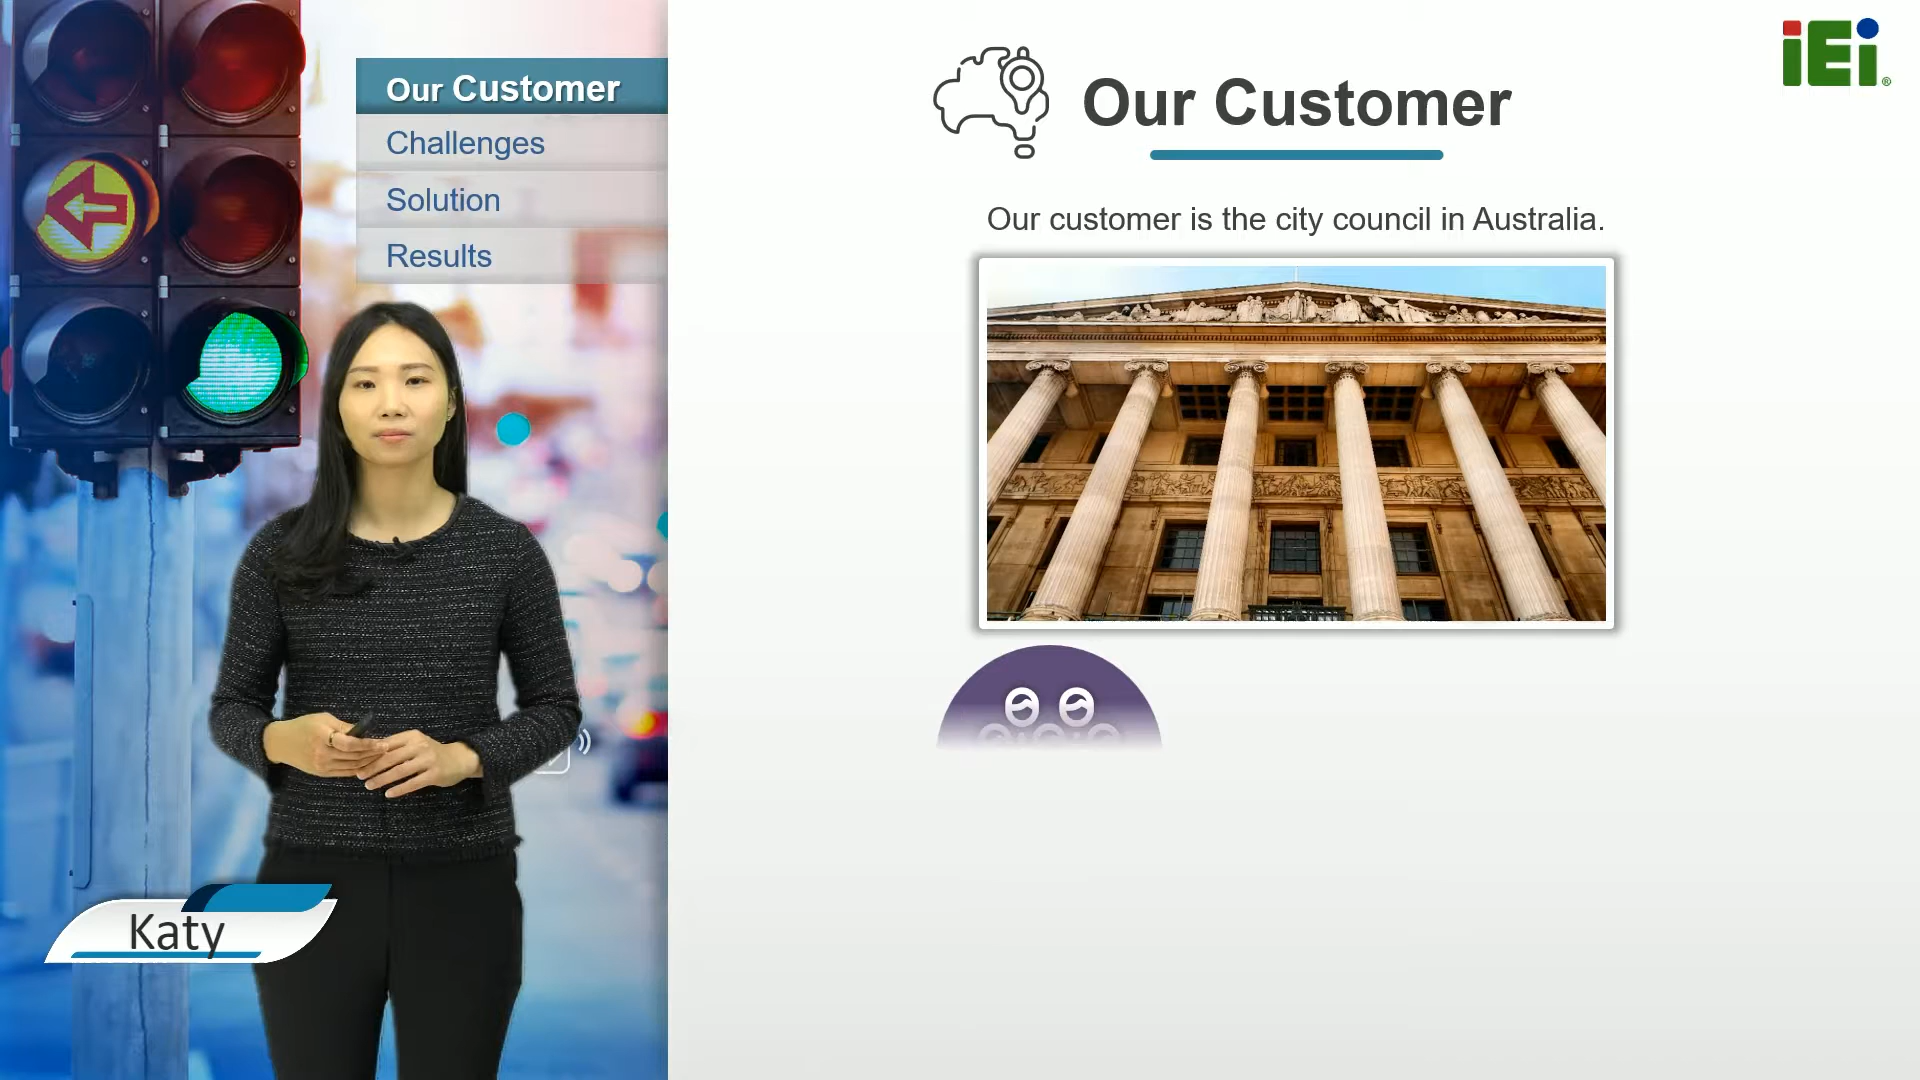 Our Customer
Challenges
Solution
Results
Katy
Our Customer
Our customer is the city council in Australia.
iEi®